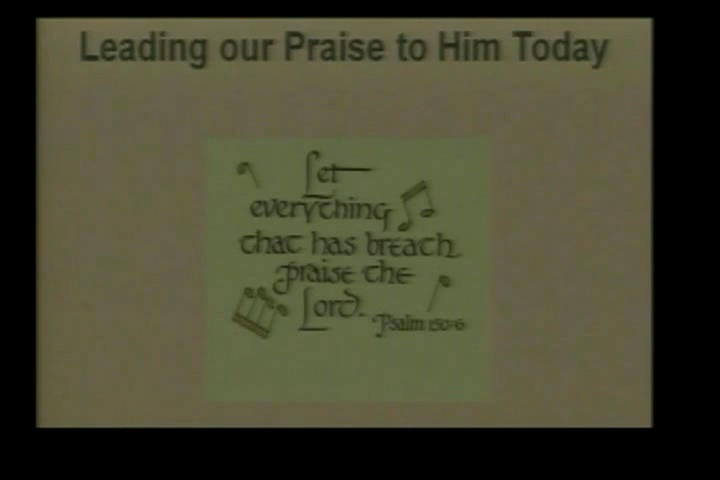 Leading our Praise to Him Today
Let
everything
that has breath
praise the
Lord.
Psalm 150:6